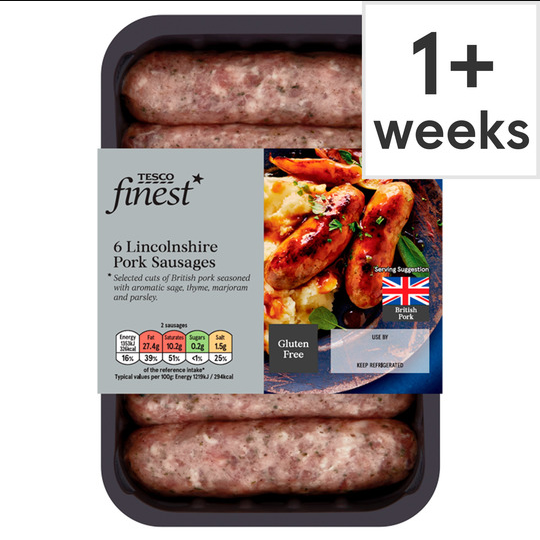 1+
weeks
TESCO
finest*
6 Lincolnshire
Pork Sausages
* Selected cuts of British pork seasoned
with aromatic sage, thyme, marjoram
and parsley.
2 sausages
Energy Fat Saturates Sugars Salt
1352kJ
326kcal 27.4g 10.2g 0.2g 1.5g
16% 39% 51% <1% 25%
of the reference intake*
Typical values per 100g: Energy 1219kJ / 294kcal
Gluten
Free
Serving Suggestion
British
Pork
USE BY
KEEP REFRIGERATED